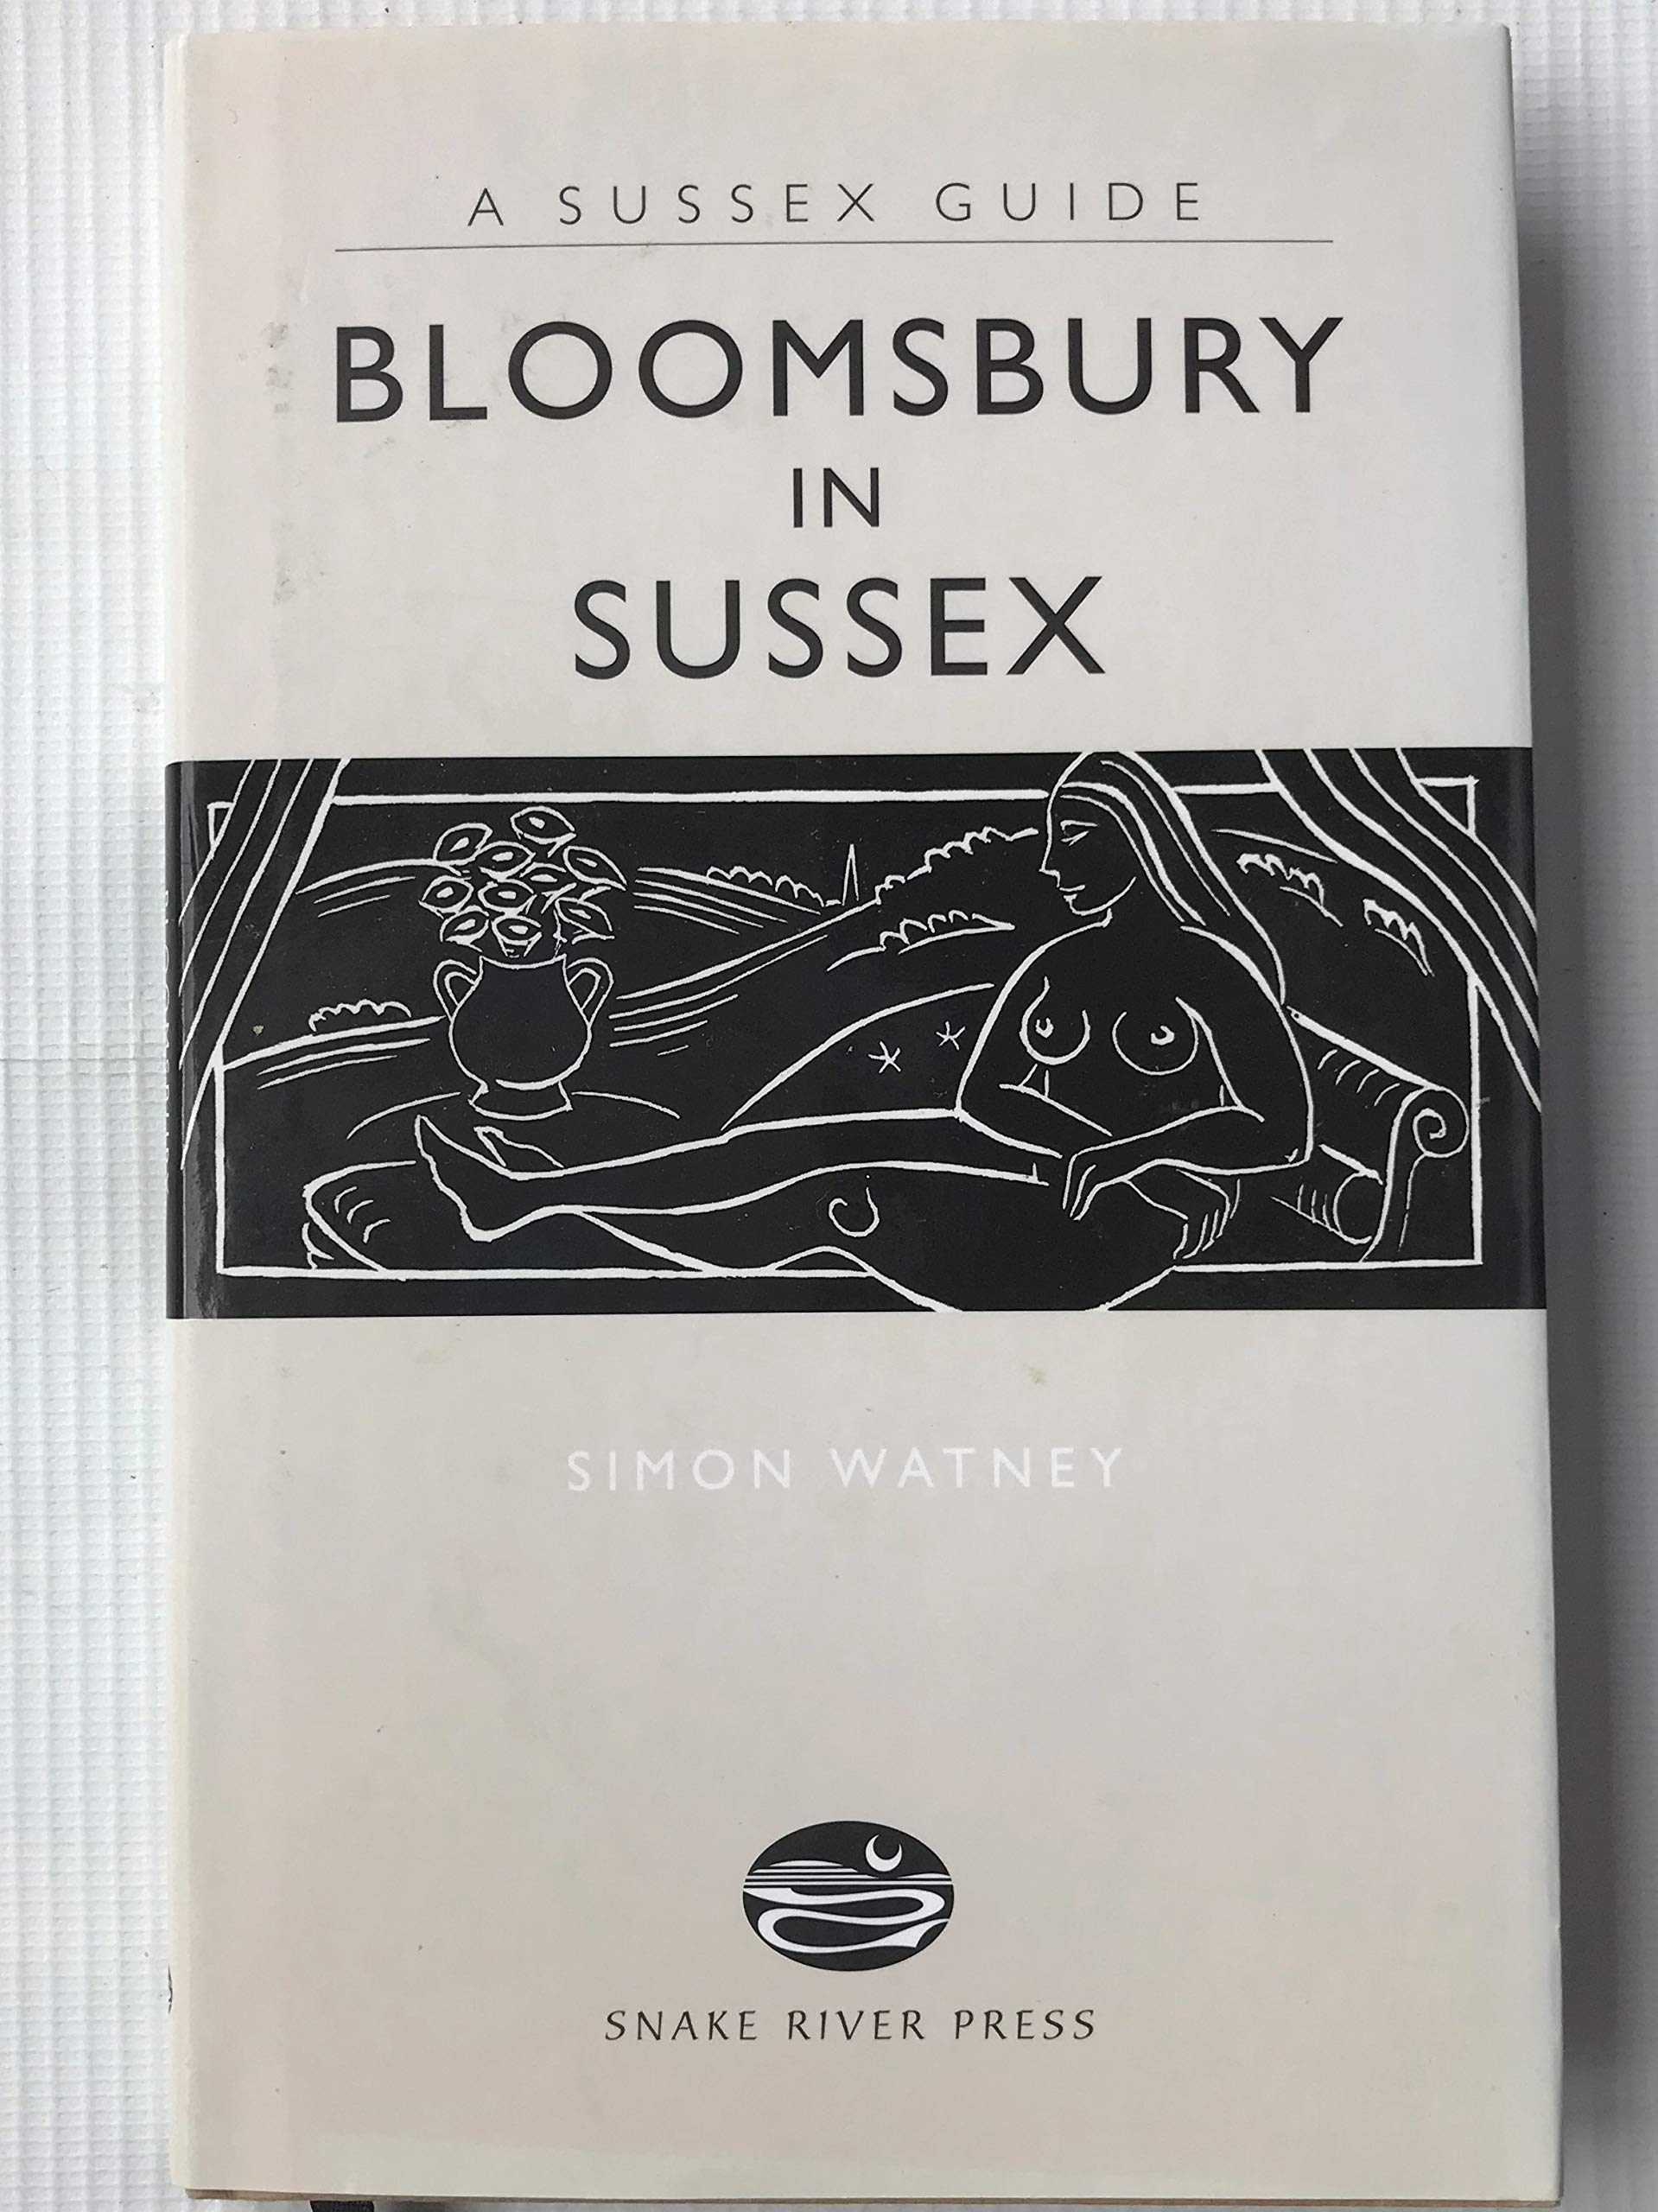 A SUSSEX GUIDE
BLOOMSBURY
IN
SUSSEX
SIMON WATNEY
SNAKE RIVER PRESS